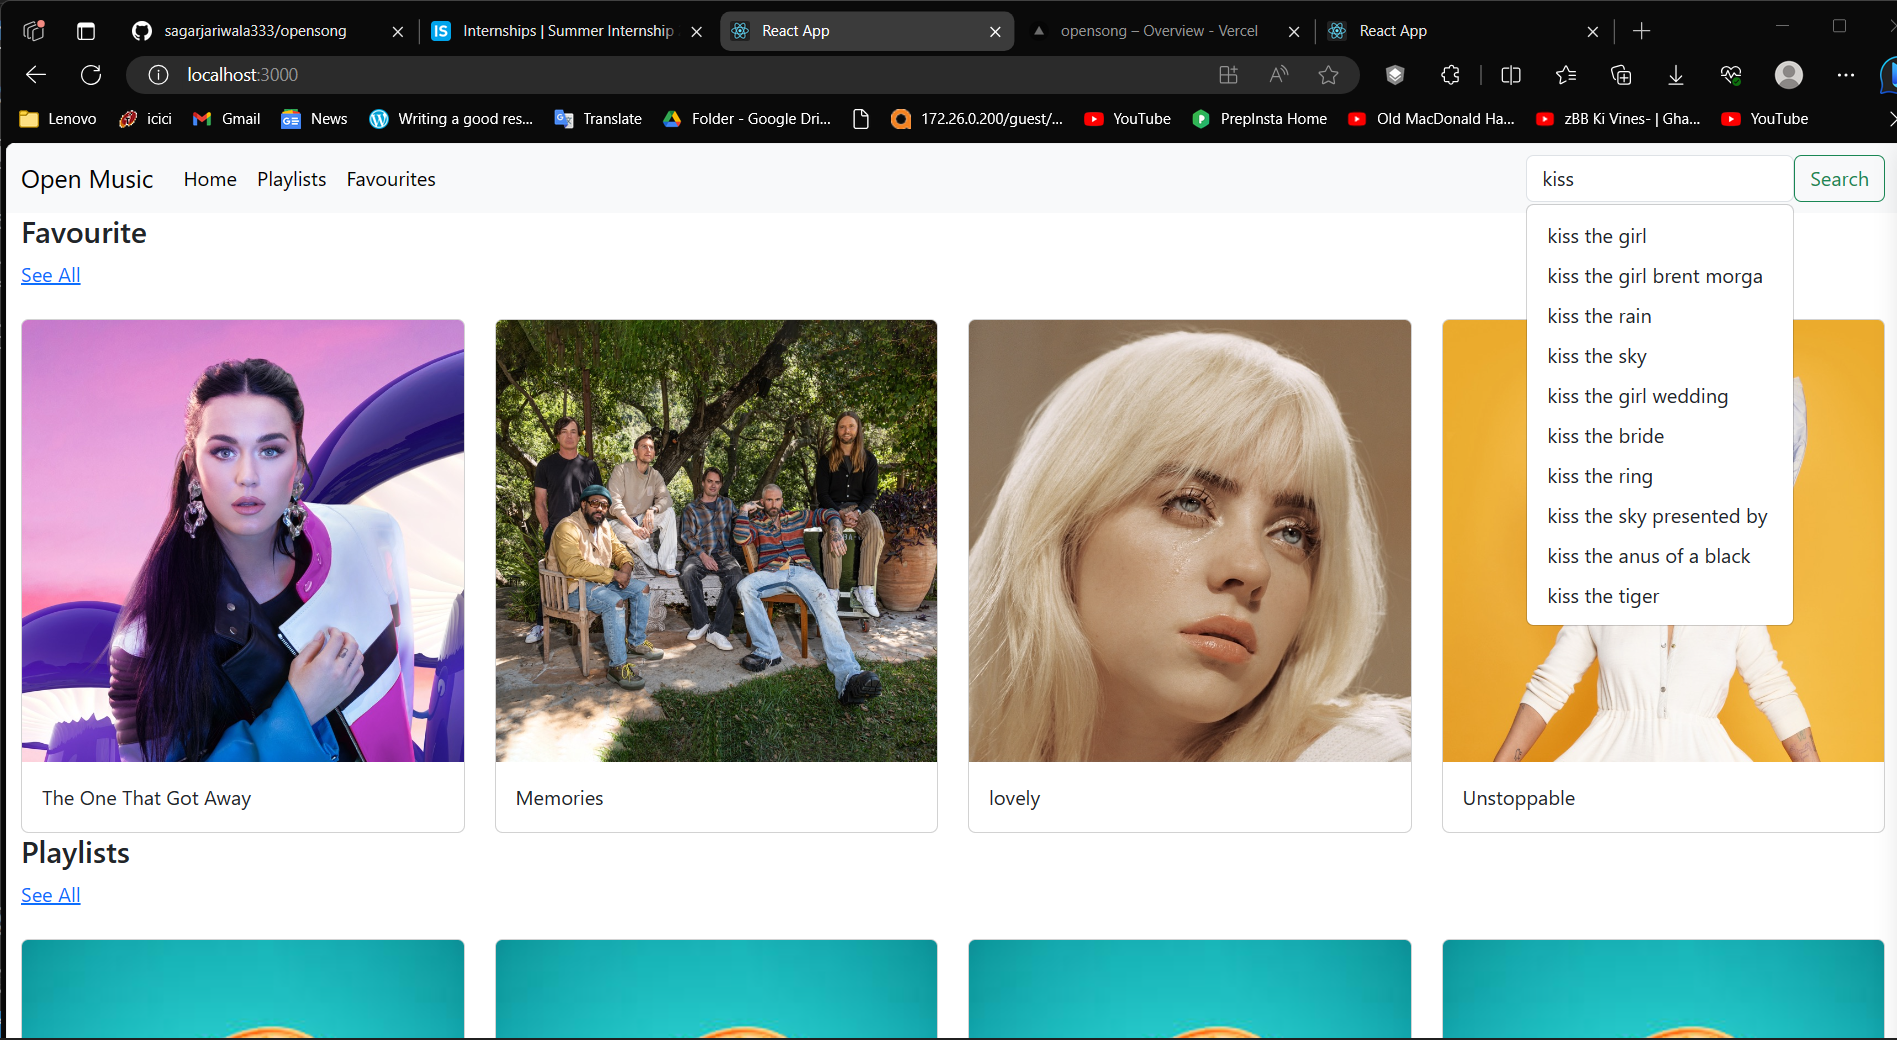 sagarjariwala333/opensong
Internships | Summer Internship
React App
opensong – Overview - Vercel
React App
localhost:3000
Lenovo
icici
Gmail
News
Writing a good res...
Translate
Folder - Google Dri...
172.26.0.200/guest/...
YouTube
PrepInsta Home
Old MacDonald Ha...
zBB Ki Vines- | Gha...
YouTube
Open Music
Home
Playlists
Favourites
kiss
Search
kiss the girl
kiss the girl brent morga
kiss the rain
kiss the sky
kiss the girl wedding
kiss the bride
kiss the ring
kiss the sky presented by
kiss the anus of a black
kiss the tiger
Favourite
See All
The One That Got Away
Memories
lovely
Unstoppable
Playlists
See All